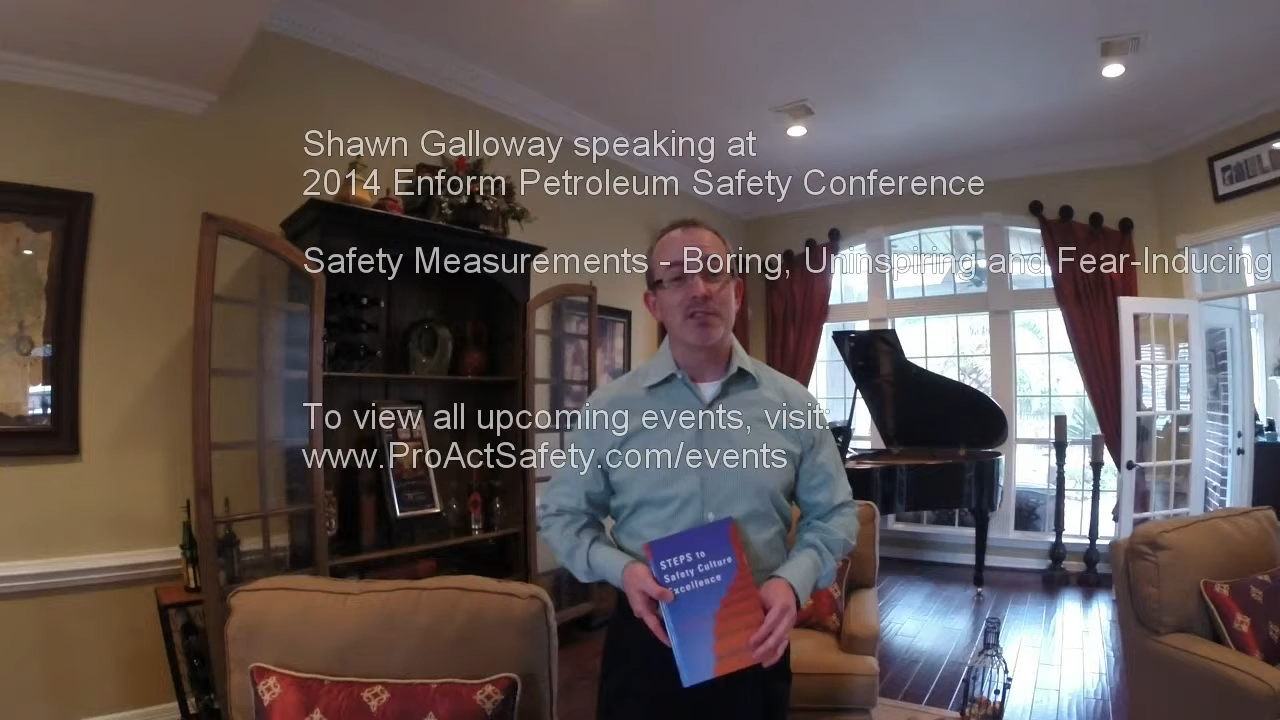 Shawn Galloway speaking at
2014 Enform Petroleum Safety Conference
Safety Measurements - Boring, Uninspiring and Fear-Inducing
To view all upcoming events, visit:
www.ProActSafety.com/events
STEPS to
Safety Culture
Excellence